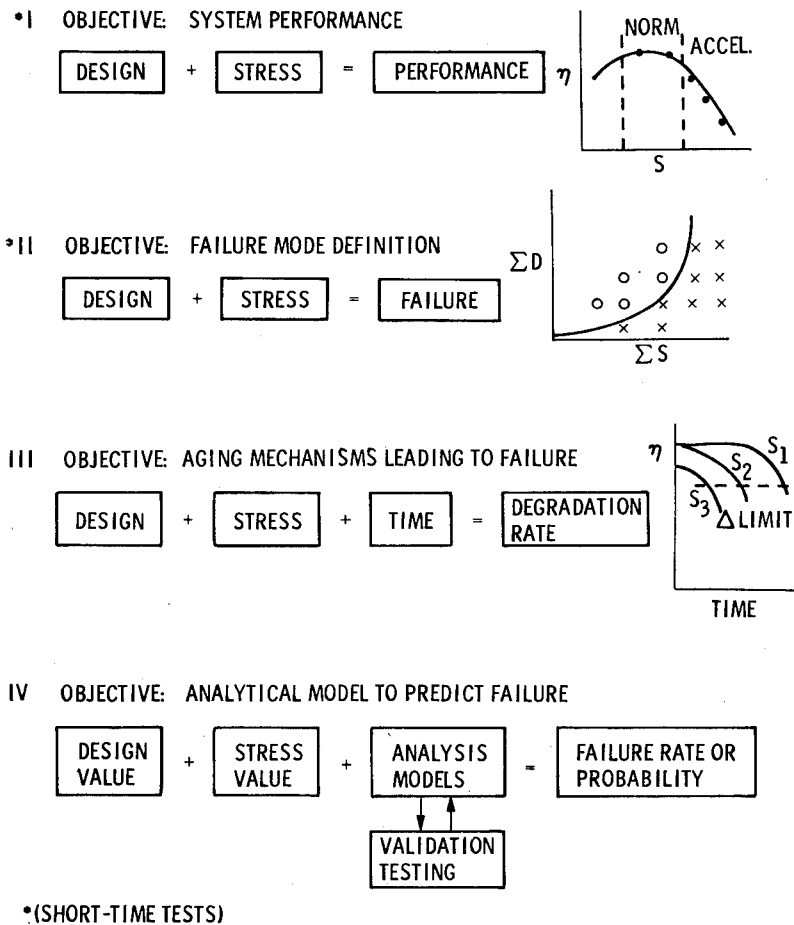 *I OBJECTIVE: SYSTEM PERFORMANCE
DESIGN + STRESS = PERFORMANCE
η
NORM, ACCEL.
S
*II OBJECTIVE: FAILURE MODE DEFINITION
DESIGN + STRESS = FAILURE
ΣD
ΣS
III OBJECTIVE: AGING MECHANISMS LEADING TO FAILURE
DESIGN + STRESS + TIME = DEGRADATION
RATE
η
S1
S2
S3
Δ LIMIT
TIME
IV OBJECTIVE: ANALYTICAL MODEL TO PREDICT FAILURE
DESIGN
VALUE
+
STRESS
VALUE
+
ANALYSIS
MODELS
=
FAILURE RATE OR
PROBABILITY
VALIDATION
TESTING
*(SHORT-TIME TESTS)